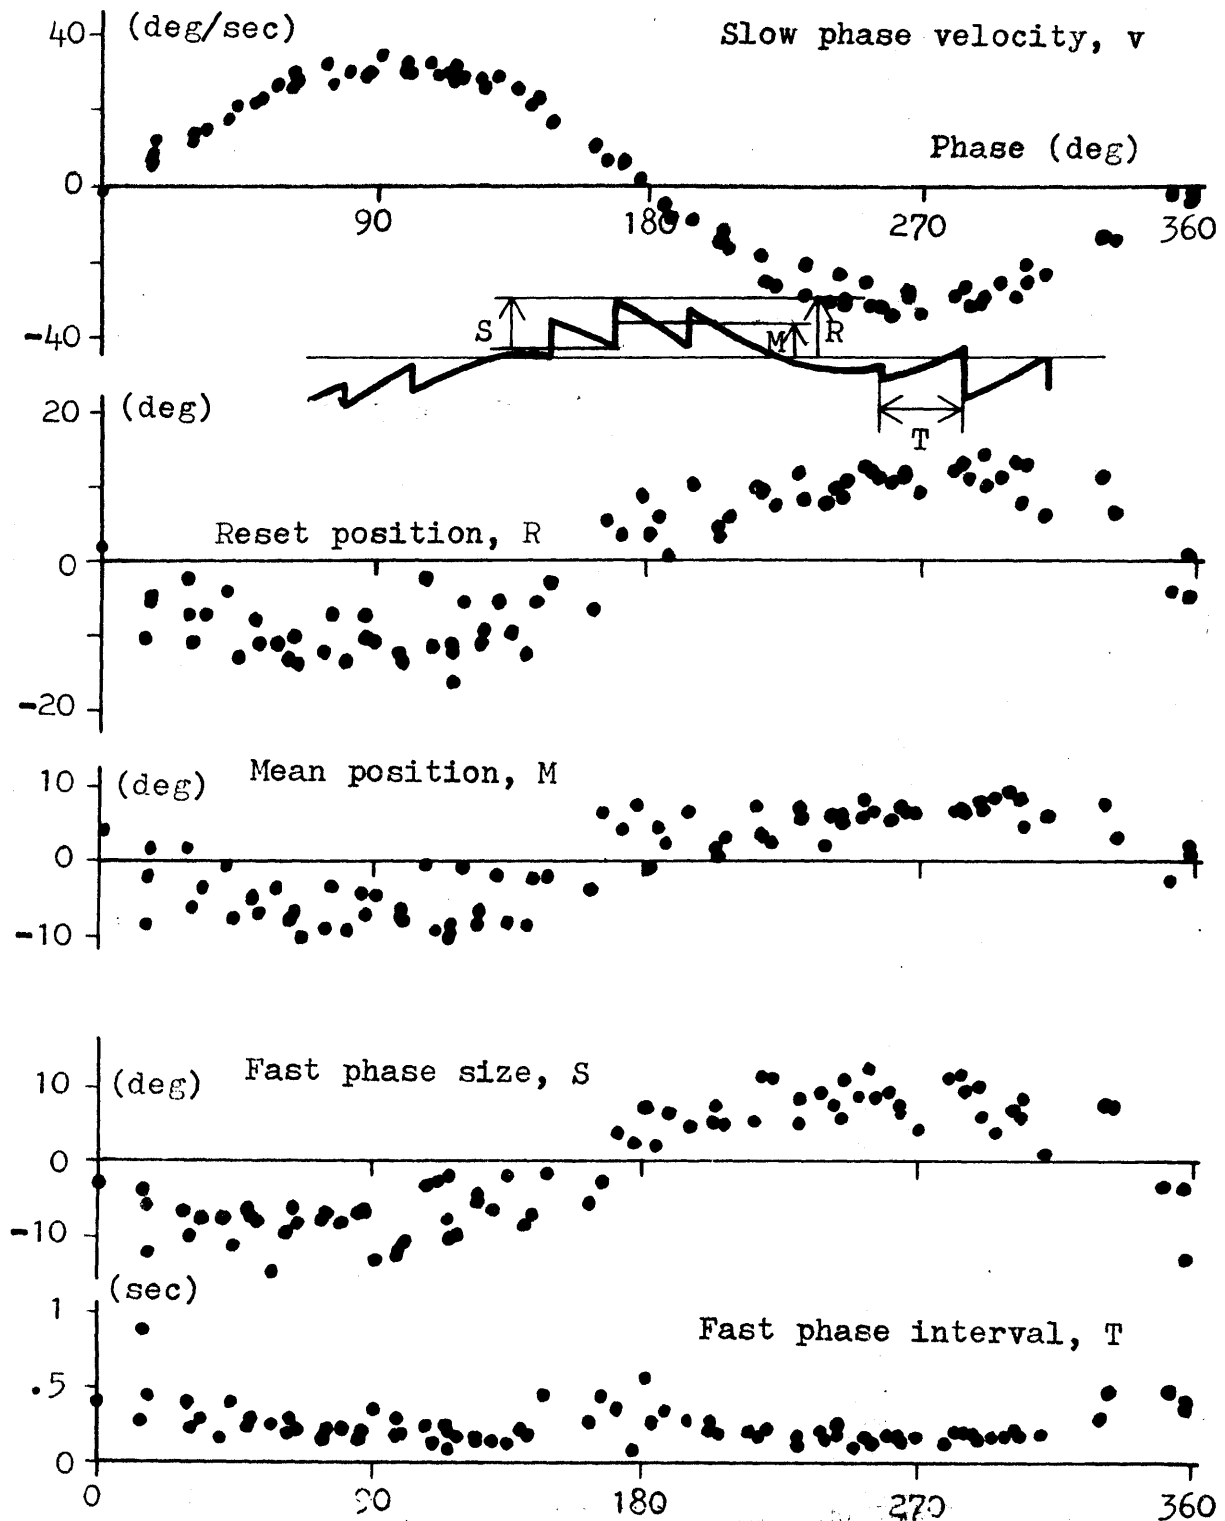 40 (deg/sec) Slow phase velocity, v
Phase (deg)
0
90 180 270 360
-40
S M R
T
20 (deg)
Reset position, R
0
-20
10 (deg) Mean position, M
0
-10
10 (deg) Fast phase size, S
0
-10
(sec)
1
Fast phase interval, T
.5
0
0 90 180 270 360